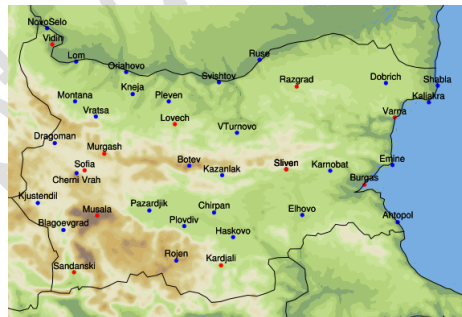 NovoSelo
Vidin
Lom
Oriahovo
Ruse
Svishtov
Razgrad
Dobrich
Shabla
Kaliakra
Montana
Kneja
Pleven
Vratsa
Lovech
VTurnovo
Varna
Dragoman
Murgash
Sofia
Cherni Vrah
Botev
Kazanlak
Sliven
Karnobat
Emine
Burgas
Kjustendil
Musala
Pazardjik
Chirpan
Elhovo
Antopol
Blagoevgrad
Plovdiv
Haskovo
Rojen
Kardjali
Sandanski